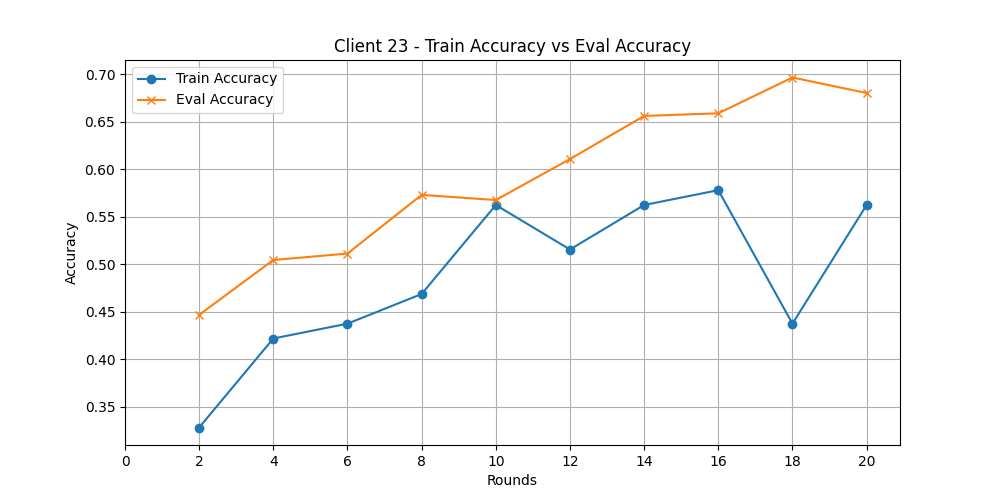 Client 23 - Train Accuracy vs Eval Accuracy
Train Accuracy
Eval Accuracy
0.70
0.65
0.60
0.55
0.50
0.45
0.40
0.35
Accuracy
0 2 4 6 8 10 12 14 16 18 20
Rounds